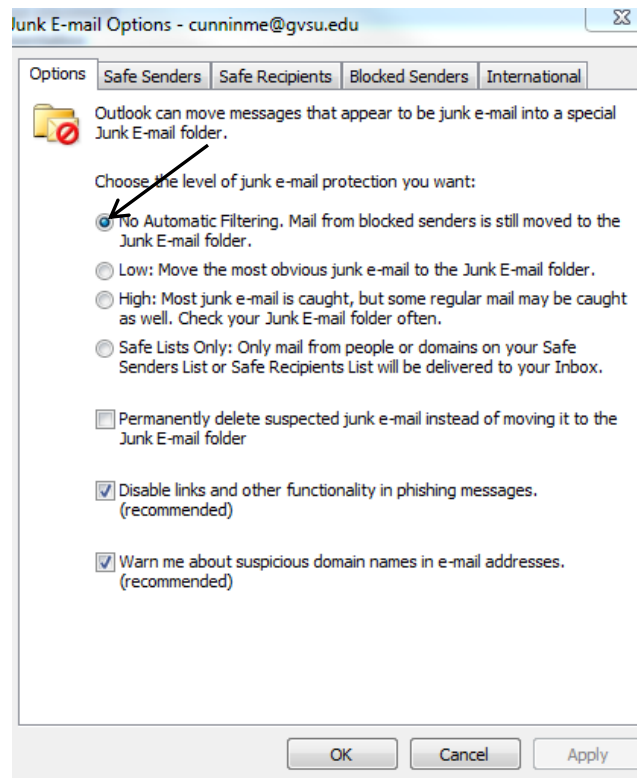 Junk E-mail Options - cunninme@gvsu.edu
Options Safe Senders Safe Recipients Blocked Senders International
Outlook can move messages that appear to be junk e-mail into a special
Junk E-mail folder.
Choose the level of junk e-mail protection you want:
No Automatic Filtering. Mail from blocked senders is still moved to the
Junk E-mail folder.
Low: Move the most obvious junk e-mail to the Junk E-mail folder.
High: Most junk e-mail is caught, but some regular mail may be caught
as well. Check your Junk E-mail folder often.
Safe Lists Only: Only mail from people or domains on your Safe
Senders List or Safe Recipients List will be delivered to your Inbox.
Permanently delete suspected junk e-mail instead of moving it to the
Junk E-mail folder
Disable links and other functionality in phishing messages.
(recommended)
Warn me about suspicious domain names in e-mail addresses.
(recommended)
OK Cancel Apply